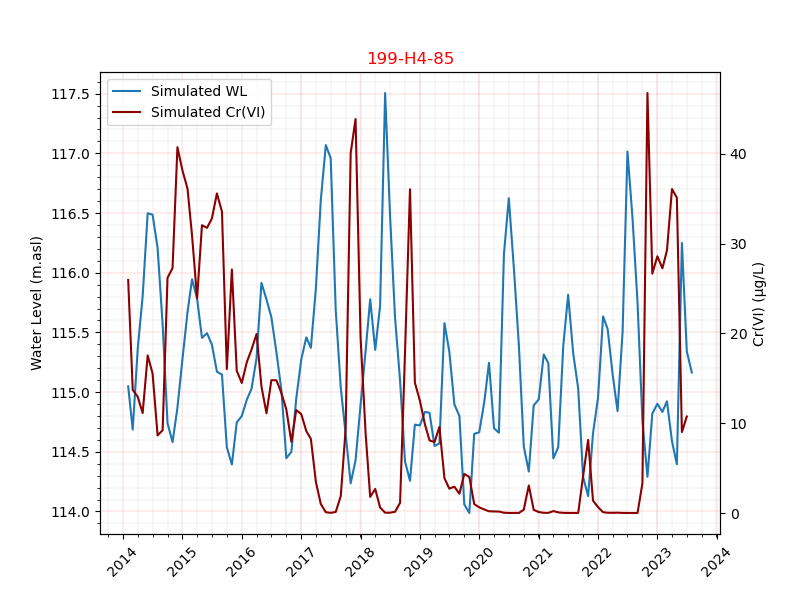 199-H4-85
Simulated WL
Simulated Cr(VI)
Water Level (m.asl)
117.5
117.0
116.5
116.0
115.5
115.0
114.5
114.0
Cr(VI) (μg/L)
40
30
20
10
0
2014 2015 2016 2017 2018 2019 2020 2021 2022 2023 2024